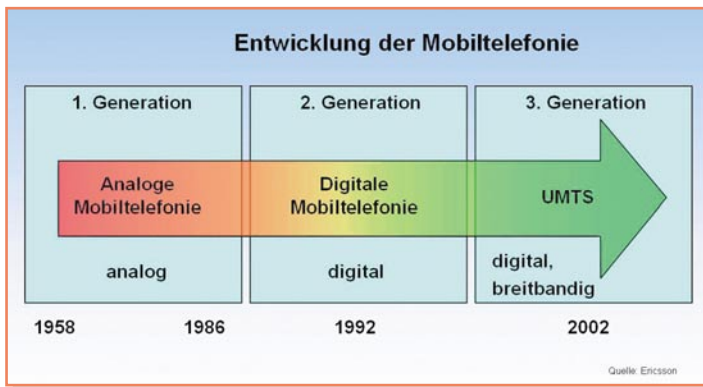 Entwicklung der Mobiltelefonie
1. Generation
2. Generation
3. Generation
Analoge
Mobiltelefonie
Digitale
Mobiltelefonie
UMTS
analog
digital
digital,
breitbandig
1958
1986
1992
2002
Quelle: Ericsson